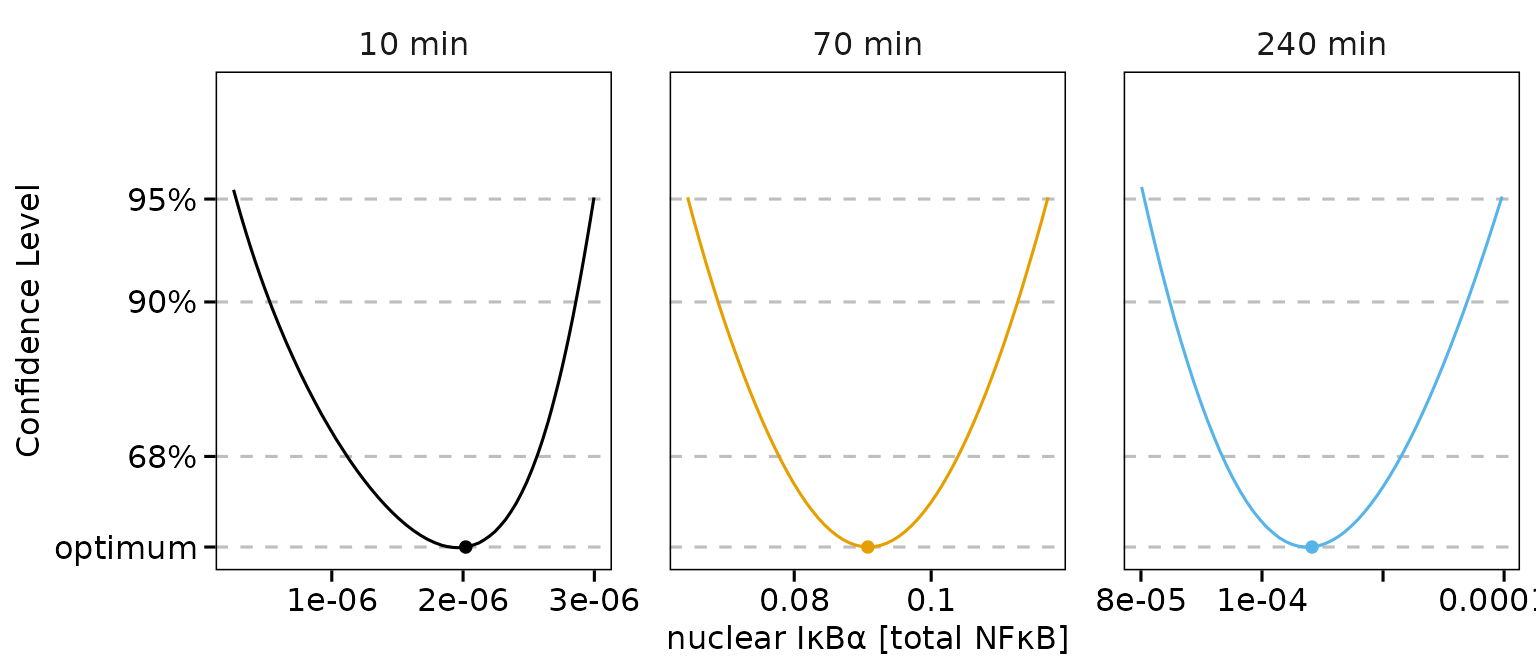 10 min 70 min 240 min
Confidence Level
95%
90%
68%
optimum
1e-06 2e-06 3e-06 0.08 0.1 8e-05 1e-04
nuclear IκBα [total NFκB]